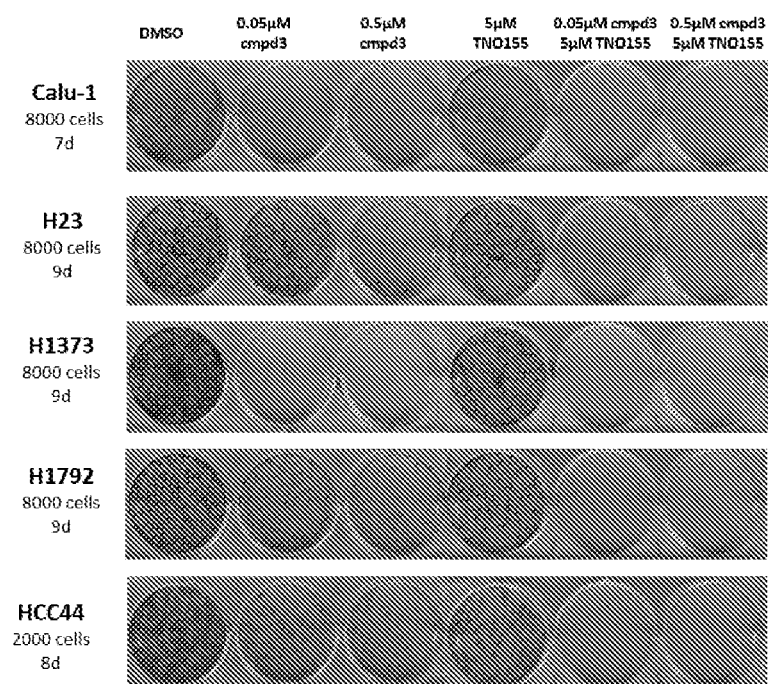 DMSO
0.05µM
cmpd3
0.5µM
cmpd3
5µM
TNO155
0.05µM cmpd3
5µM TNO155
0.5µM cmpd3
5µM TNO155
Calu-1
8000 cells
7d
H23
8000 cells
9d
H1373
8000 cells
9d
H1792
8000 cells
9d
HCC44
2000 cells
8d